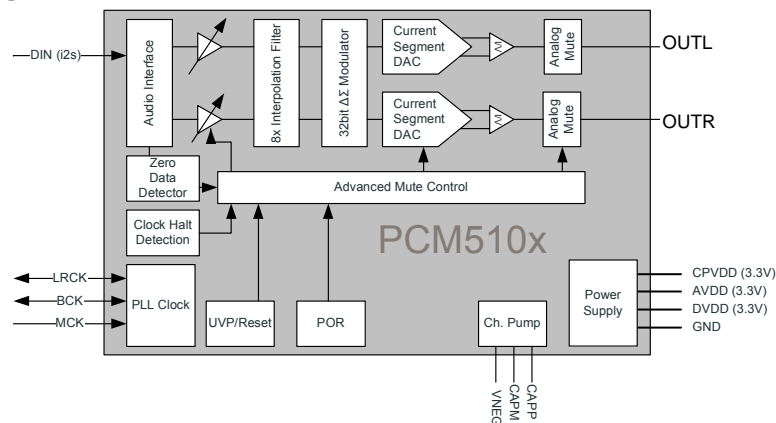 DIN (i2s)
Audio Interface
8x Interpolation Filter
32bit ΔΣ Modulator
Current
Segment
DAC
Analog
Mute
OUTL
Current
Segment
DAC
Analog
Mute
OUTR
Zero
Data
Detector
Advanced Mute Control
Clock Halt
Detection
PCM510x
LRCK
BCK
MCK
PLL Clock
UVP/Reset
POR
Ch. Pump
Power
Supply
CPVDD (3.3V)
AVDD (3.3V)
DVDD (3.3V)
GND
VNEG
CAPM
CAPP